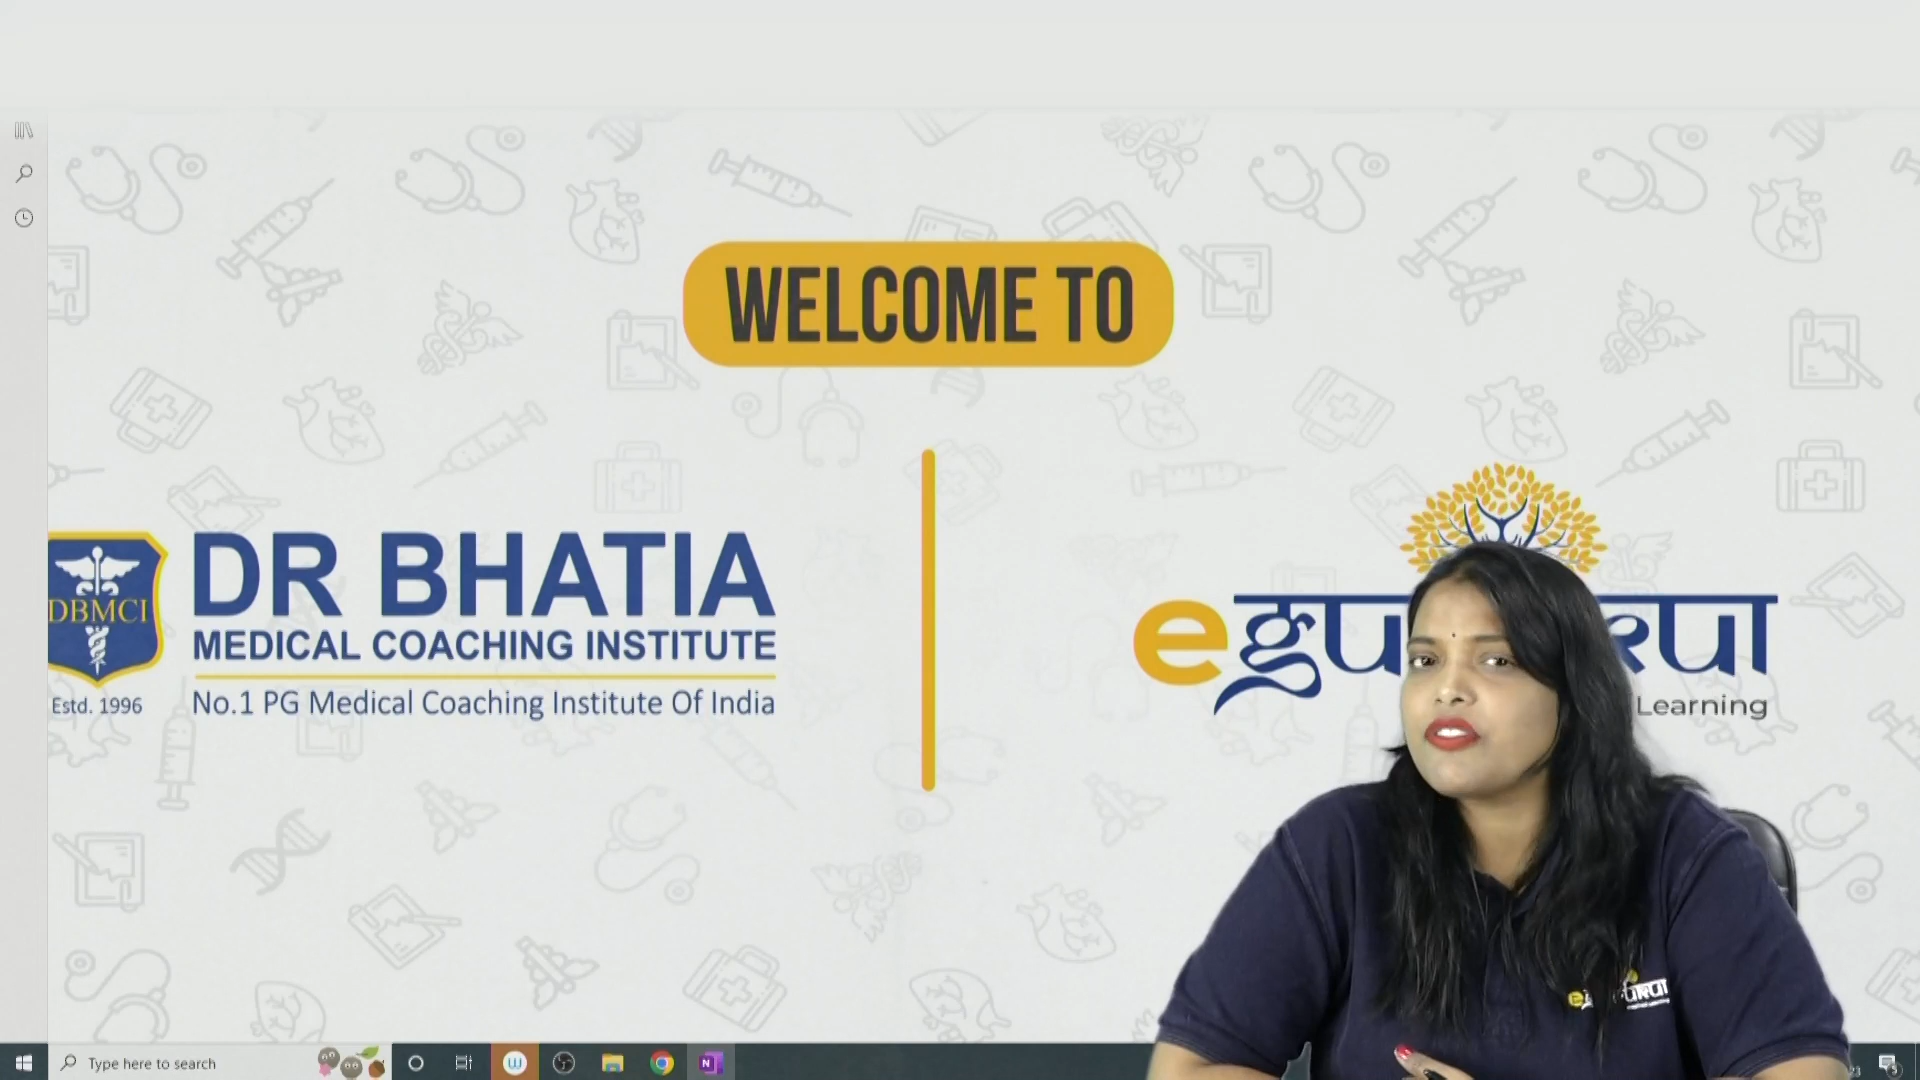 WELCOME TO
DBMCI
Estd. 1996
DR BHATIA
MEDICAL COACHING INSTITUTE
No.1 PG Medical Coaching Institute Of India
Learning
Type here to search